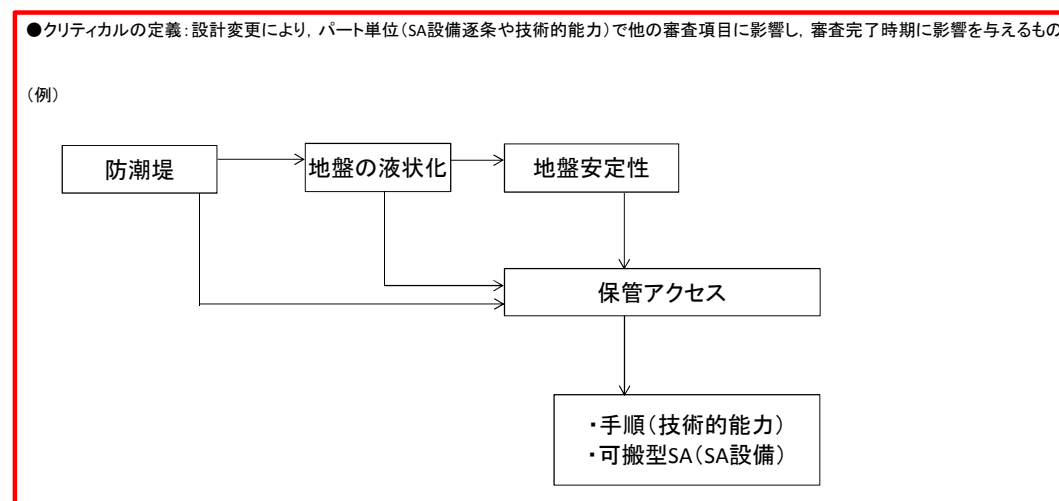 ●クリティカルの定義:設計変更により，パート単位(SA設備逐条や技術的能力)で他の審査項目に影響し，審査完了時期に影響を与えるもの
(例)
防潮堤
地盤の液状化
地盤安定性
保管アクセス
・手順(技術的能力)
・可搬型SA(SA設備)